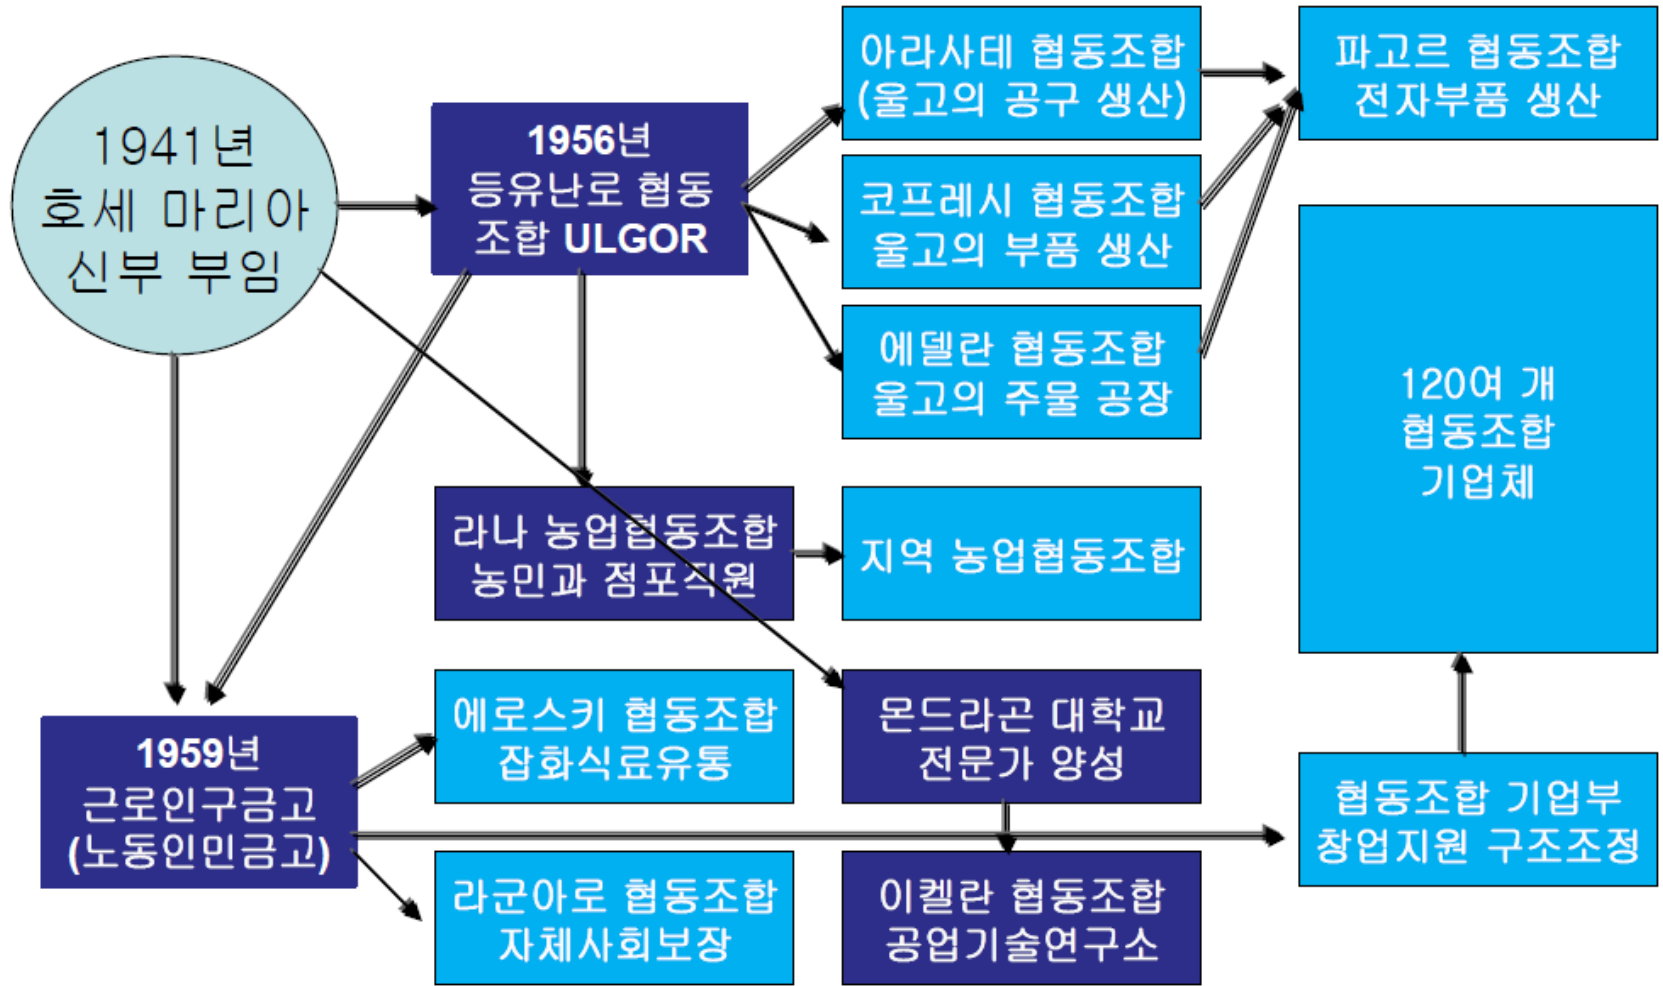 1941년
호세 마리아
신부 부임
1956년
등유난로 협동
조합 ULGOR
아라사테 협동조합
(울고의 공구 생산)
파고르 협동조합
전자부품 생산
코프레시 협동조합
울고의 부품 생산
에델란 협동조합
울고의 주물 공장
120여 개
협동조합
기업체
라나 농업협동조합
농민과 점포직원
지역 농업협동조합
에로스키 협동조합
잡화식료유통
몬드라곤 대학교
전문가 양성
1959년
근로인구금고
(노동인민금고)
협동조합 기업부
창업지원 구조조정
라군아로 협동조합
자체사회보장
이켈란 협동조합
공업기술연구소